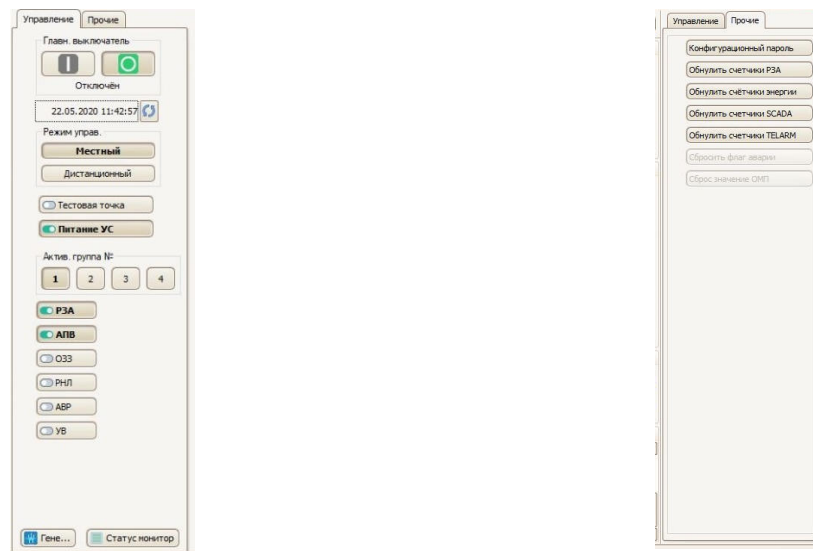 Управление Прочие
Главн. выключатель
Отключён
22.05.2020 11:42:57
Режим управ.
Местный
Дистанционный
Тестовая точка
Питание УС
Актив. группа №
1 2 3 4
РЗА
АПВ
ОЗЗ
РНЛ
АВР
УВ
Гене... Статус монитор
Управление Прочие
Конфигурационный пароль
Обнулить счетчики РЗА
Обнулить счётчики энергии
Обнулить счетчики SCADA
Обнулить счетчики TELARM
Сбросить флаг аварии
Сброс значение ОМП